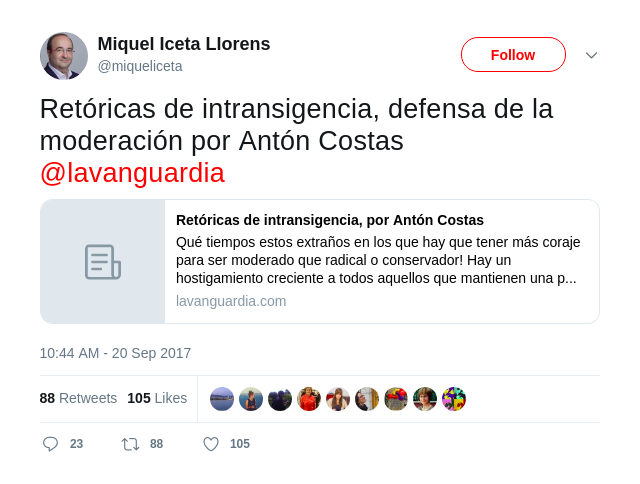 Miquel Iceta Llorens
@miqueliceta
Follow
Retóricas de intransigencia, defensa de la
moderación por Antón Costas
@lavanguardia
Retóricas de intransigencia, por Antón Costas
Qué tiempos estos extraños en los que hay que tener más coraje
para ser moderado que radical o conservador! Hay un
hostigamiento creciente a todos aquellos que mantienen una p...
lavanguardia.com
10:44 AM - 20 Sep 2017
88 Retweets 105 Likes
23 88 105